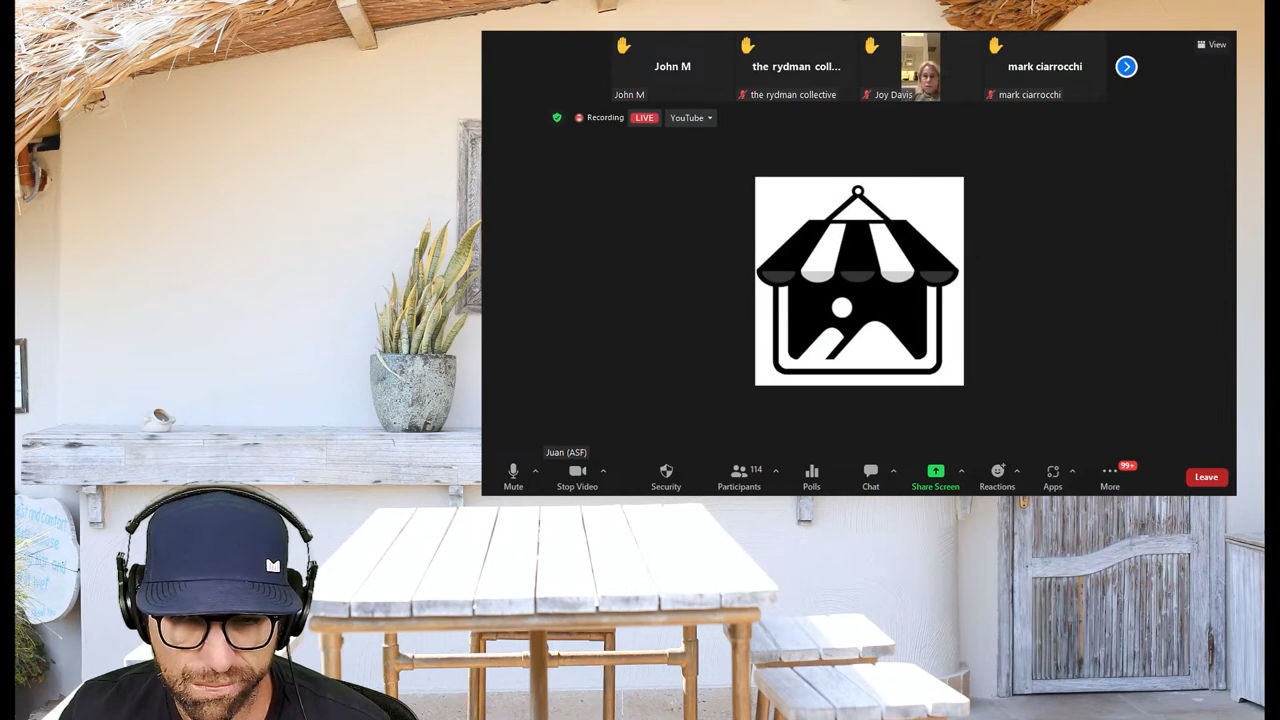 View
John M
the rydman coll...
mark ciarrocchi
John M
the rydman collective
Joy Davis
mark ciarrocchi
Recording
LIVE
YouTube
Juan (ASF)
114
99+
Mute
Stop Video
Security
Participants
Polls
Chat
Share Screen
Reactions
Apps
More
Leave